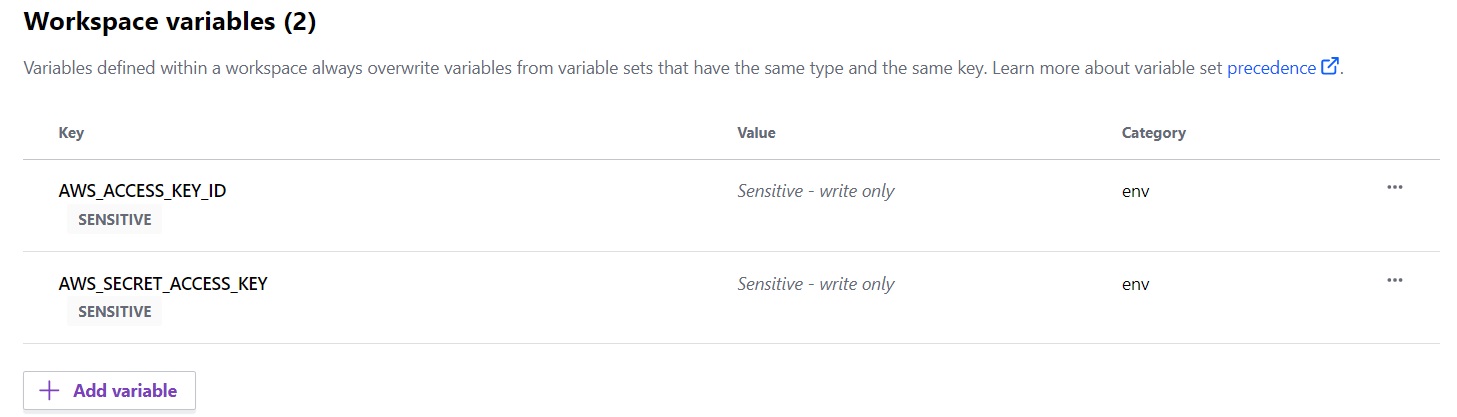 Workspace variables (2)
Variables defined within a workspace always overwrite variables from variable sets that have the same type and the same key. Learn more about variable set precedence.
Key Value Category
AWS_ACCESS_KEY_ID Sensitive - write only env
SENSITIVE
AWS_SECRET_ACCESS_KEY Sensitive - write only env
SENSITIVE
Add variable